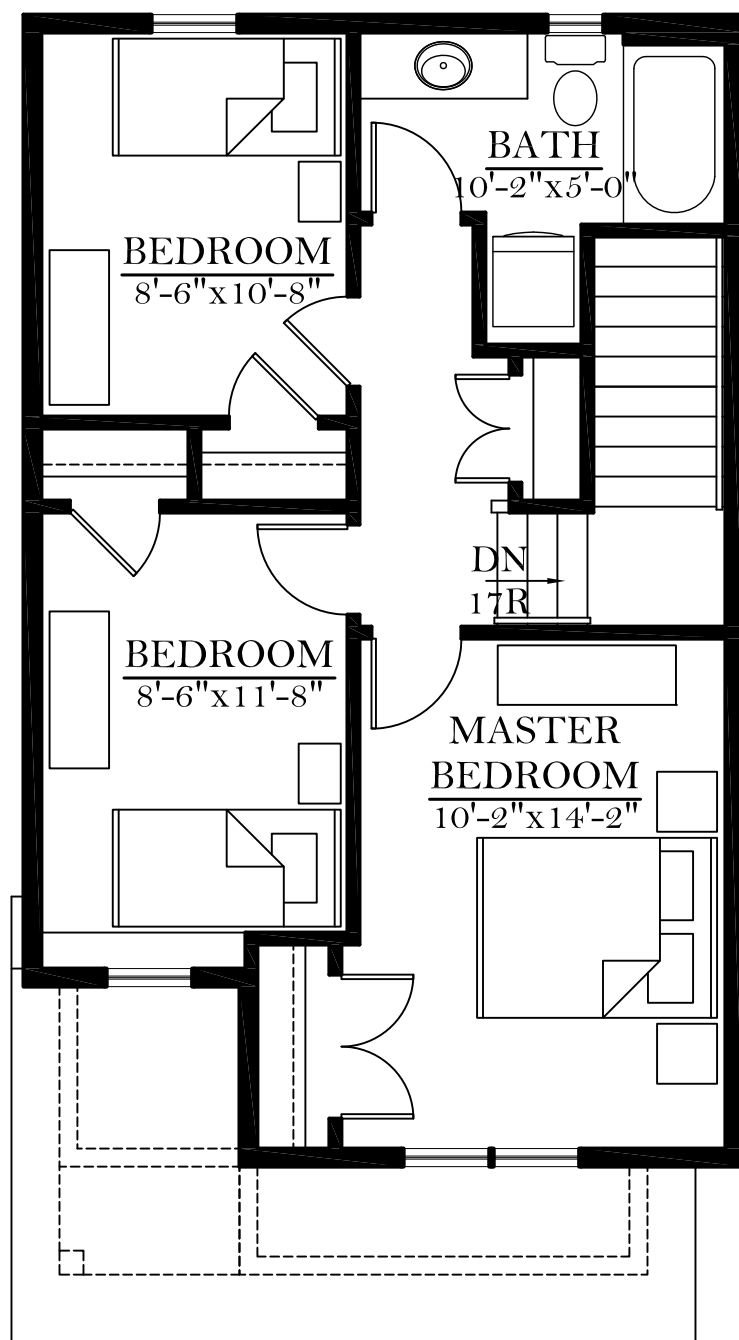 BATH
10'-2"x5'-0"
BEDROOM
8'-6"x10'-8"
DN
17R
BEDROOM
8'-6"x11'-8"
MASTER
BEDROOM
10'-2"x14'-2"